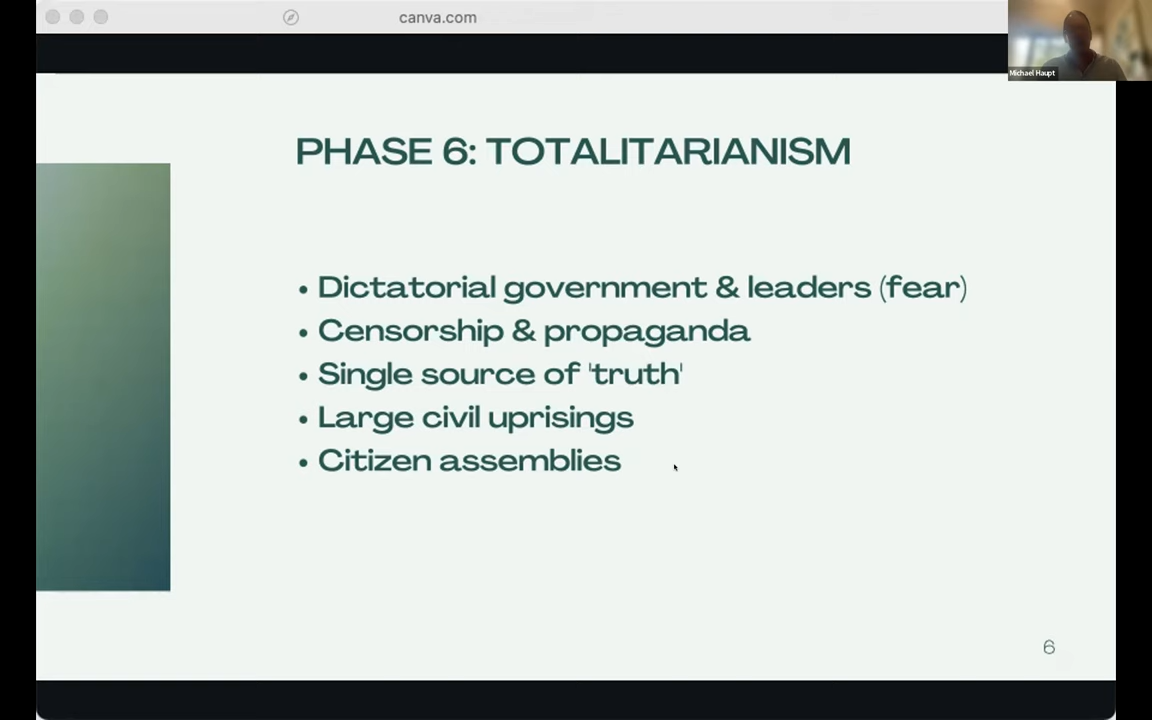 canva.com
Michael Haupt
PHASE 6: TOTALITARIANISM
• Dictatorial government & leaders (fear)
• Censorship & propaganda
• Single source of 'truth'
• Large civil uprisings
• Citizen assemblies
6